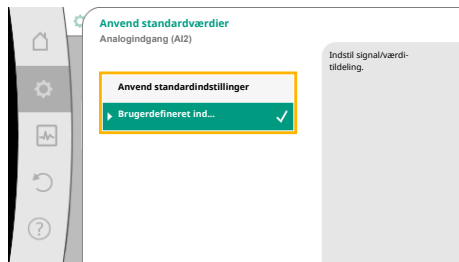 Anvend standardværdier
Analogindgang (AI2)
Anvend standardindstillinger
Brugerdefineret ind...
Indstil signal/værdi-
tildeling.
?